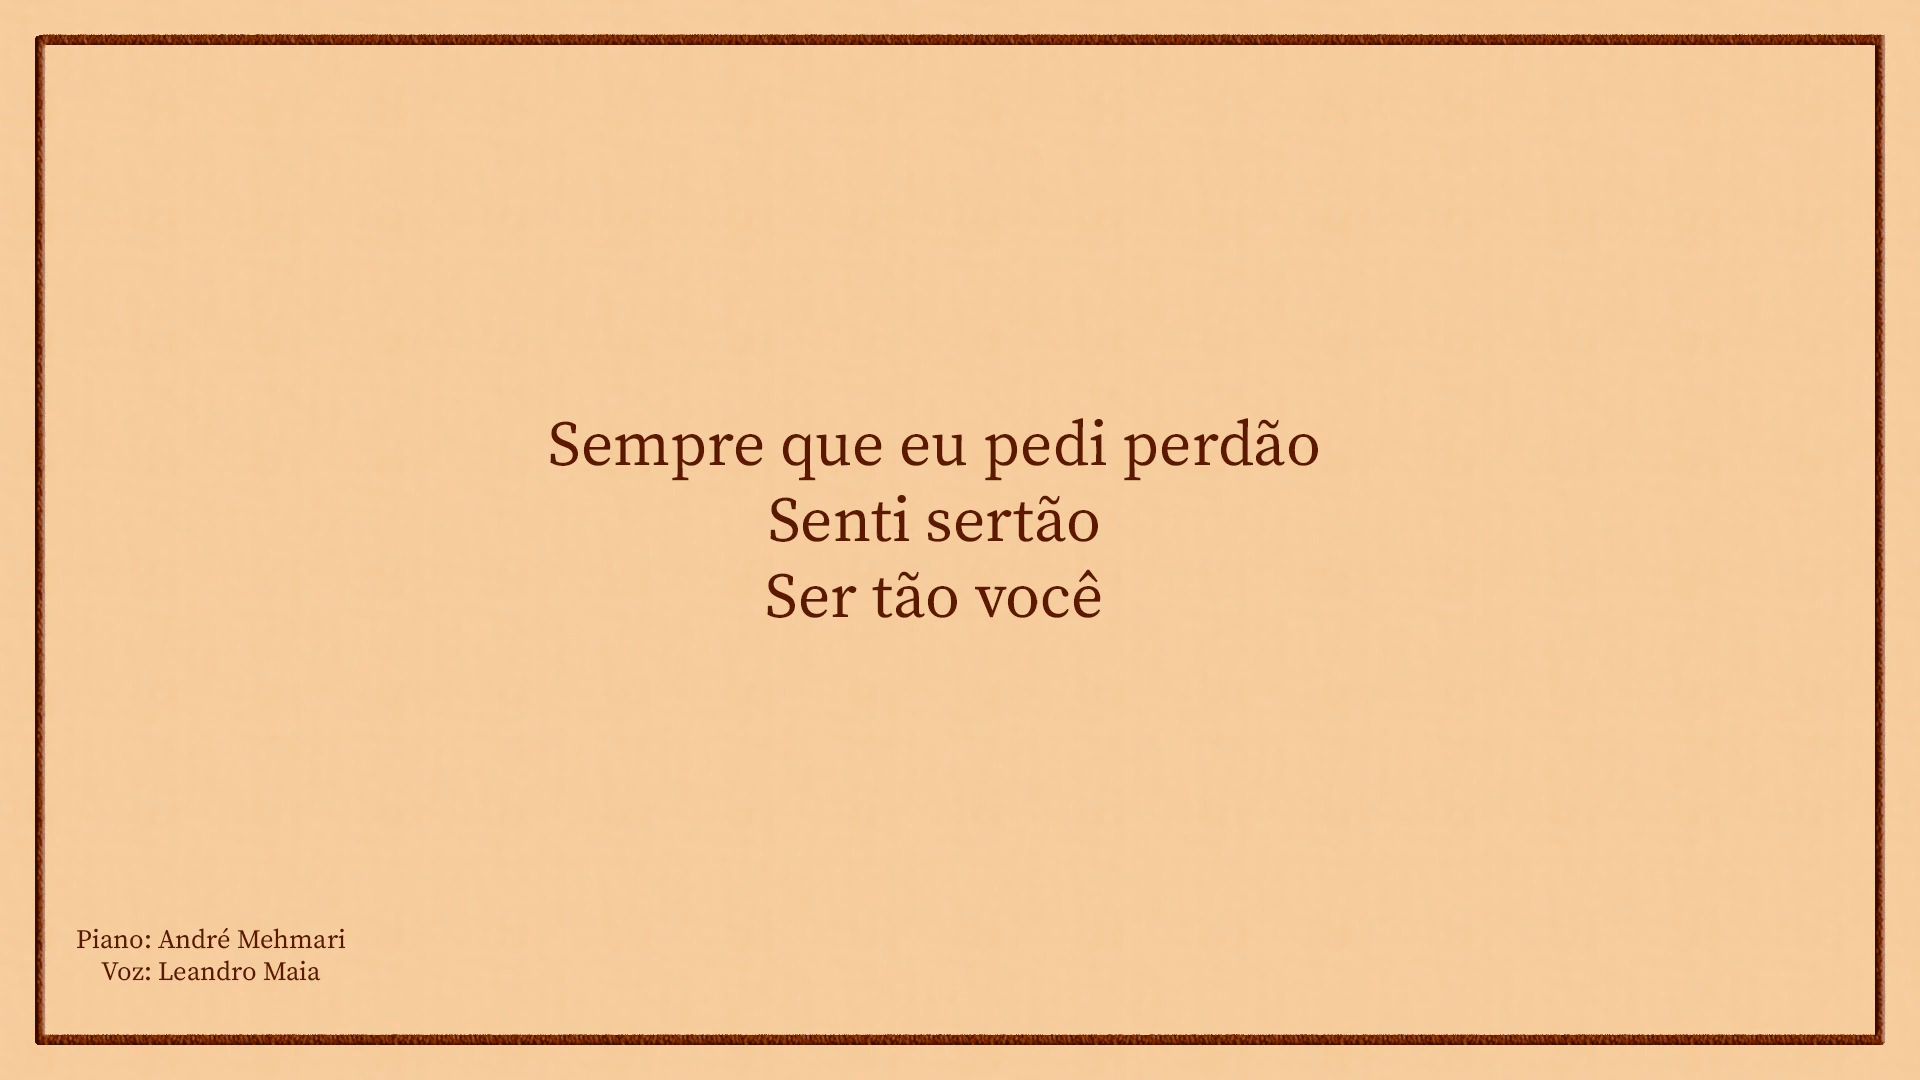 Sempre que eu pedi perdão
Senti sertão
Ser tão você
Piano: André Mehmari
Voz: Leandro Maia